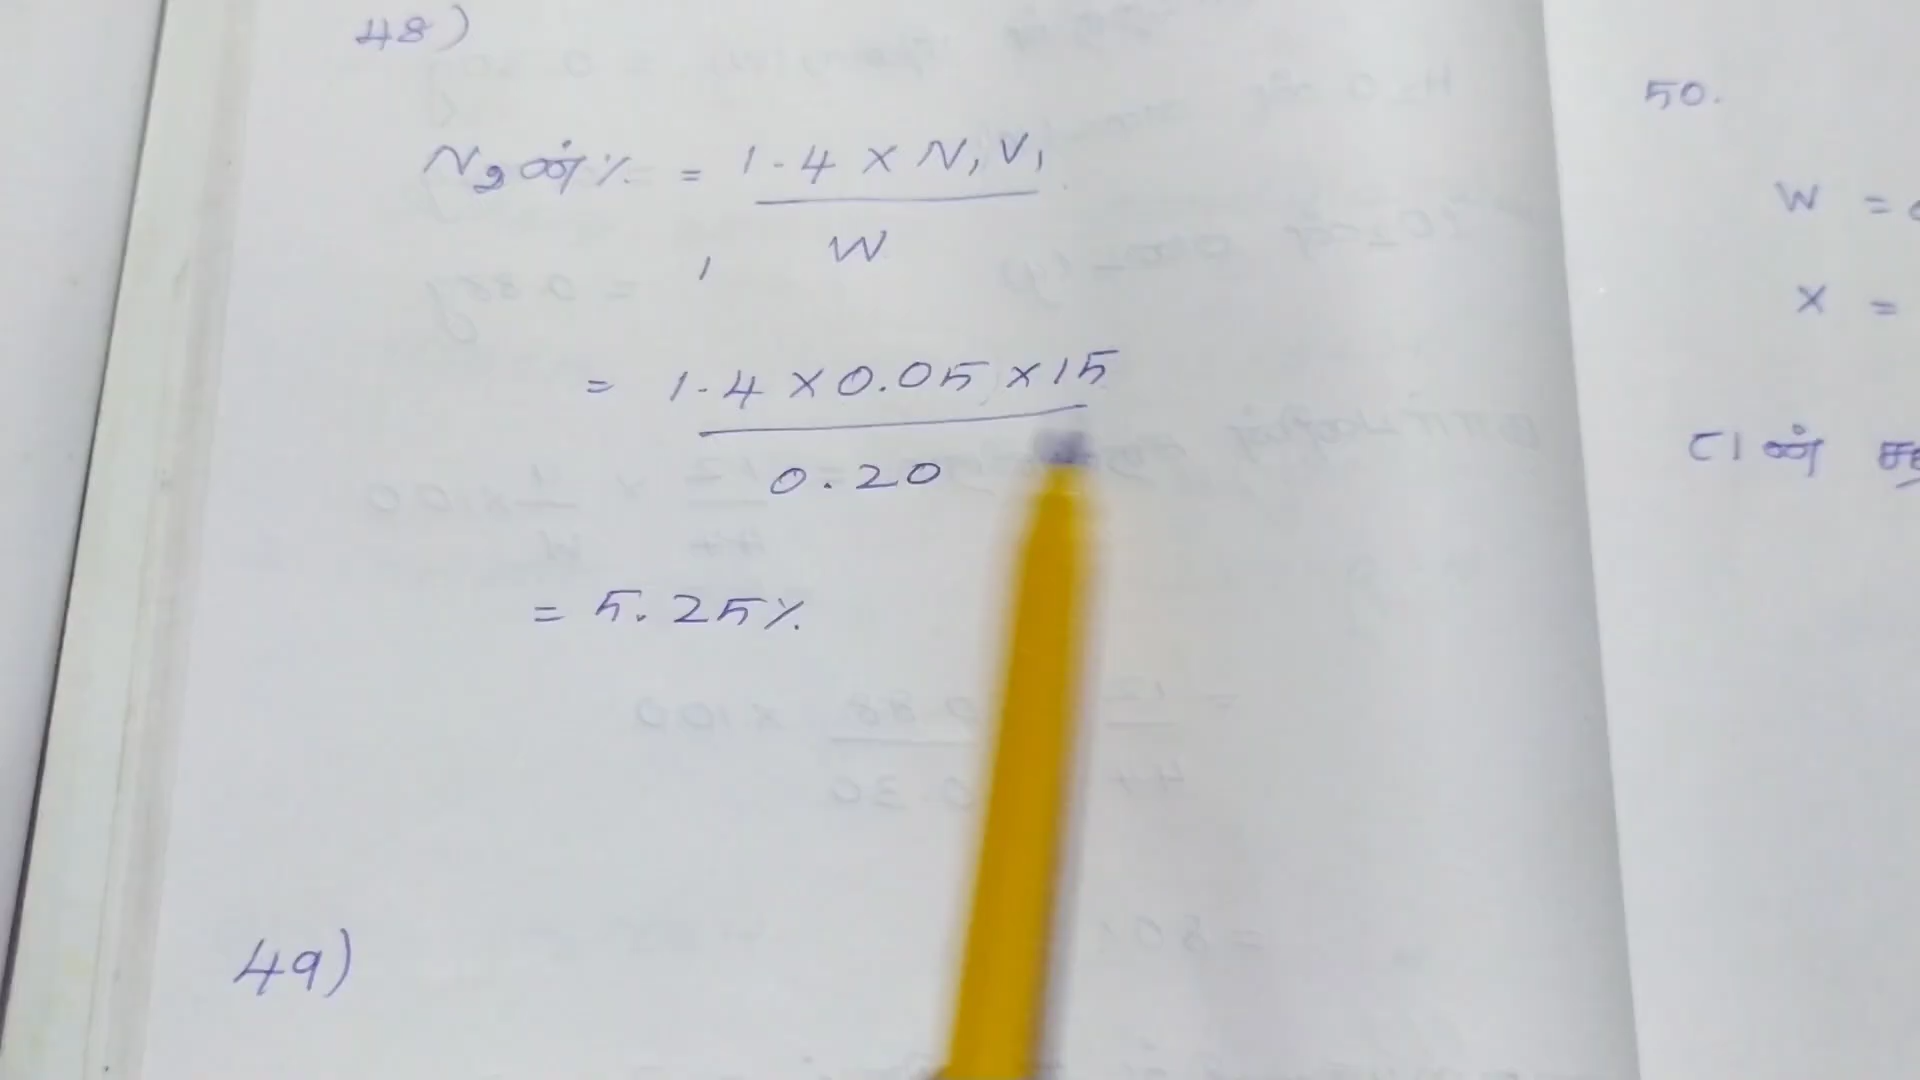 48)
N₂ ன் % = 1.4 × N₁V₁
W
= 1.4 × 0.05 × 15
0.20
= 5.25%
49)
50.
W =
X =
Cl ன்